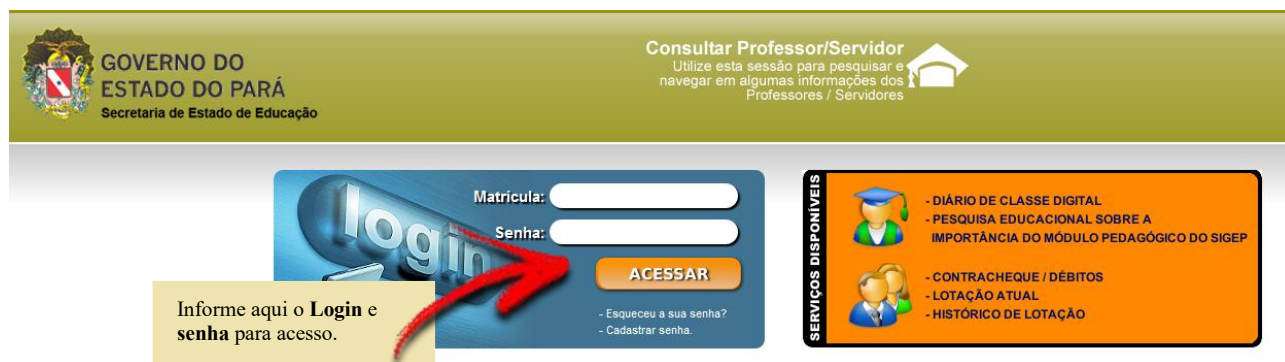 GOVERNO DO
ESTADO DO PARÁ
Secretaria de Estado de Educação
Consultar Professor/Servidor
Utilize esta sessão para pesquisar e
navegar em algumas informações dos
Professores / Servidores
login
Matrícula:
Senha:
ACESSAR
- Esqueceu a sua senha?
- Cadastrar senha.
Informe aqui o Login e
senha para acesso.
SERVIÇOS DISPONÍVEIS
- DIÁRIO DE CLASSE DIGITAL
- PESQUISA EDUCACIONAL SOBRE A
IMPORTÂNCIA DO MÓDULO PEDAGÓGICO DO SIGEP
- CONTRACHEQUE / DÉBITOS
- LOTAÇÃO ATUAL
- HISTÓRICO DE LOTAÇÃO